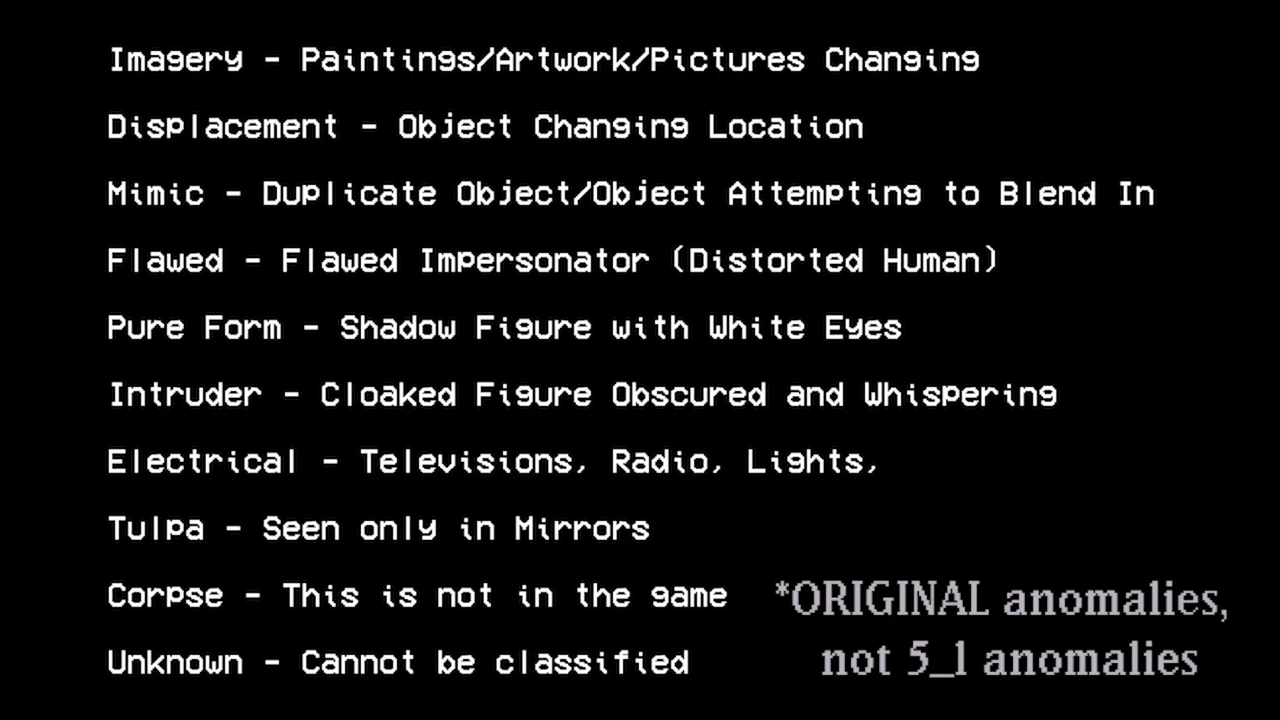 Imagery - Paintings/Artwork/Pictures Changing
Displacement - Object Changing Location
Mimic - Duplicate Object/Object Attempting to Blend In
Flawed - Flawed Impersonator (Distorted Human)
Pure Form - Shadow Figure with White Eyes
Intruder - Cloaked Figure Obscured and Whispering
Electrical - Televisions, Radio, Lights,
Tulpa - Seen only in Mirrors
Corpse - This is not in the game
Unknown - Cannot be classified
*ORIGINAL anomalies,
not 5_1 anomalies